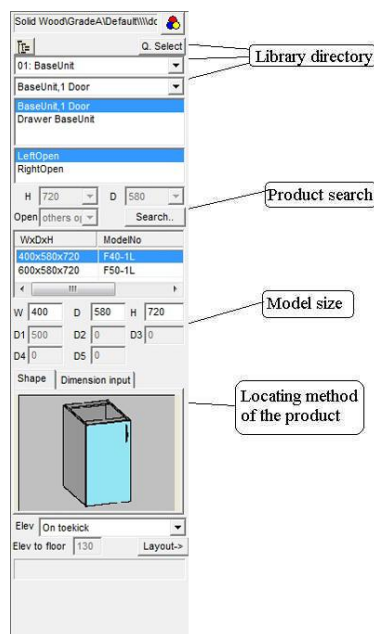 Solid Wood\GradeA\Default\\\\dc
Q. Select
Library directory
01: BaseUnit
BaseUnit,1 Door
BaseUnit,1 Door
Drawer BaseUnit
LeftOpen
RightOpen
H 720 D 580
Product search
Open others o Search..
WxDxH ModelNo
400x580x720 F40-1L
600x580x720 F50-1L
W 400 D 580 H 720
Model size
D1 500 D2 0 D3 0
D4 0 D5 0
Shape Dimension input
Locating method
of the product
Elev On toekick
Elev to floor 130 Layout->